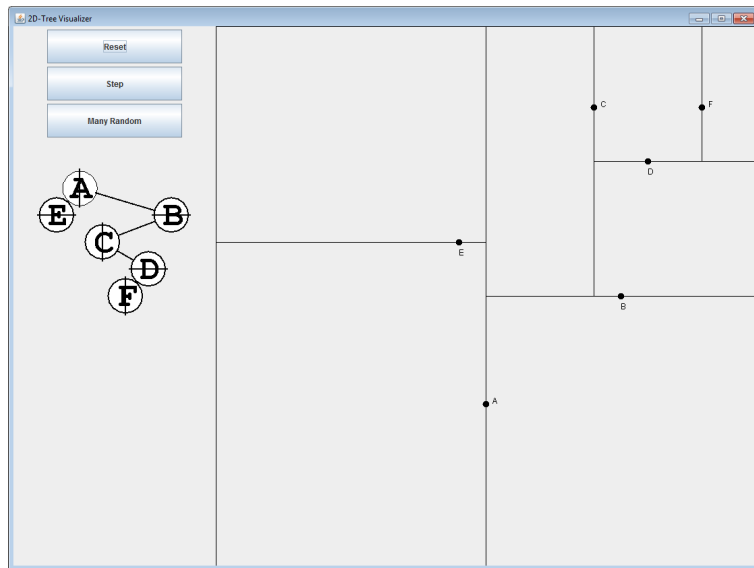 2D-Tree Visualizer
Reset
Step
Many Random
A
E
B
C
D
F
C
F
D
E
B
A